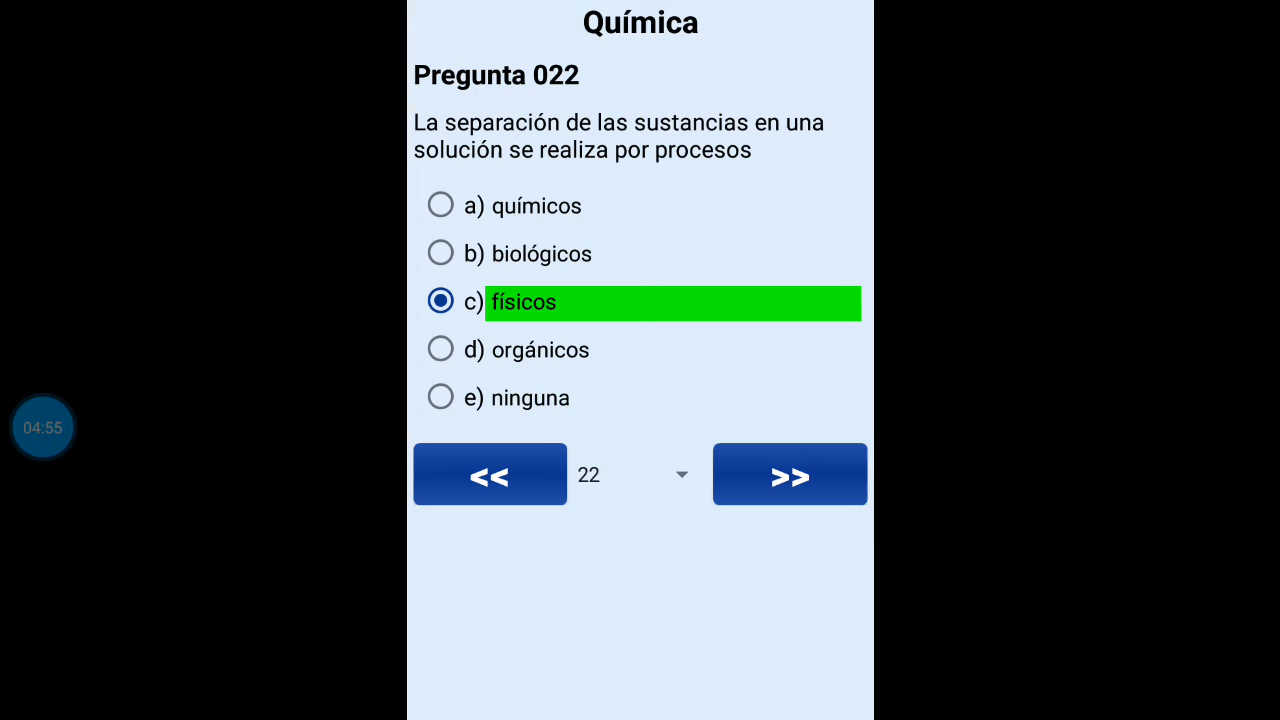 Química
Pregunta 022
La separación de las sustancias en una
solución se realiza por procesos
a) químicos
b) biológicos
c) físicos
d) orgánicos
e) ninguna
04:55
<< 22 >>